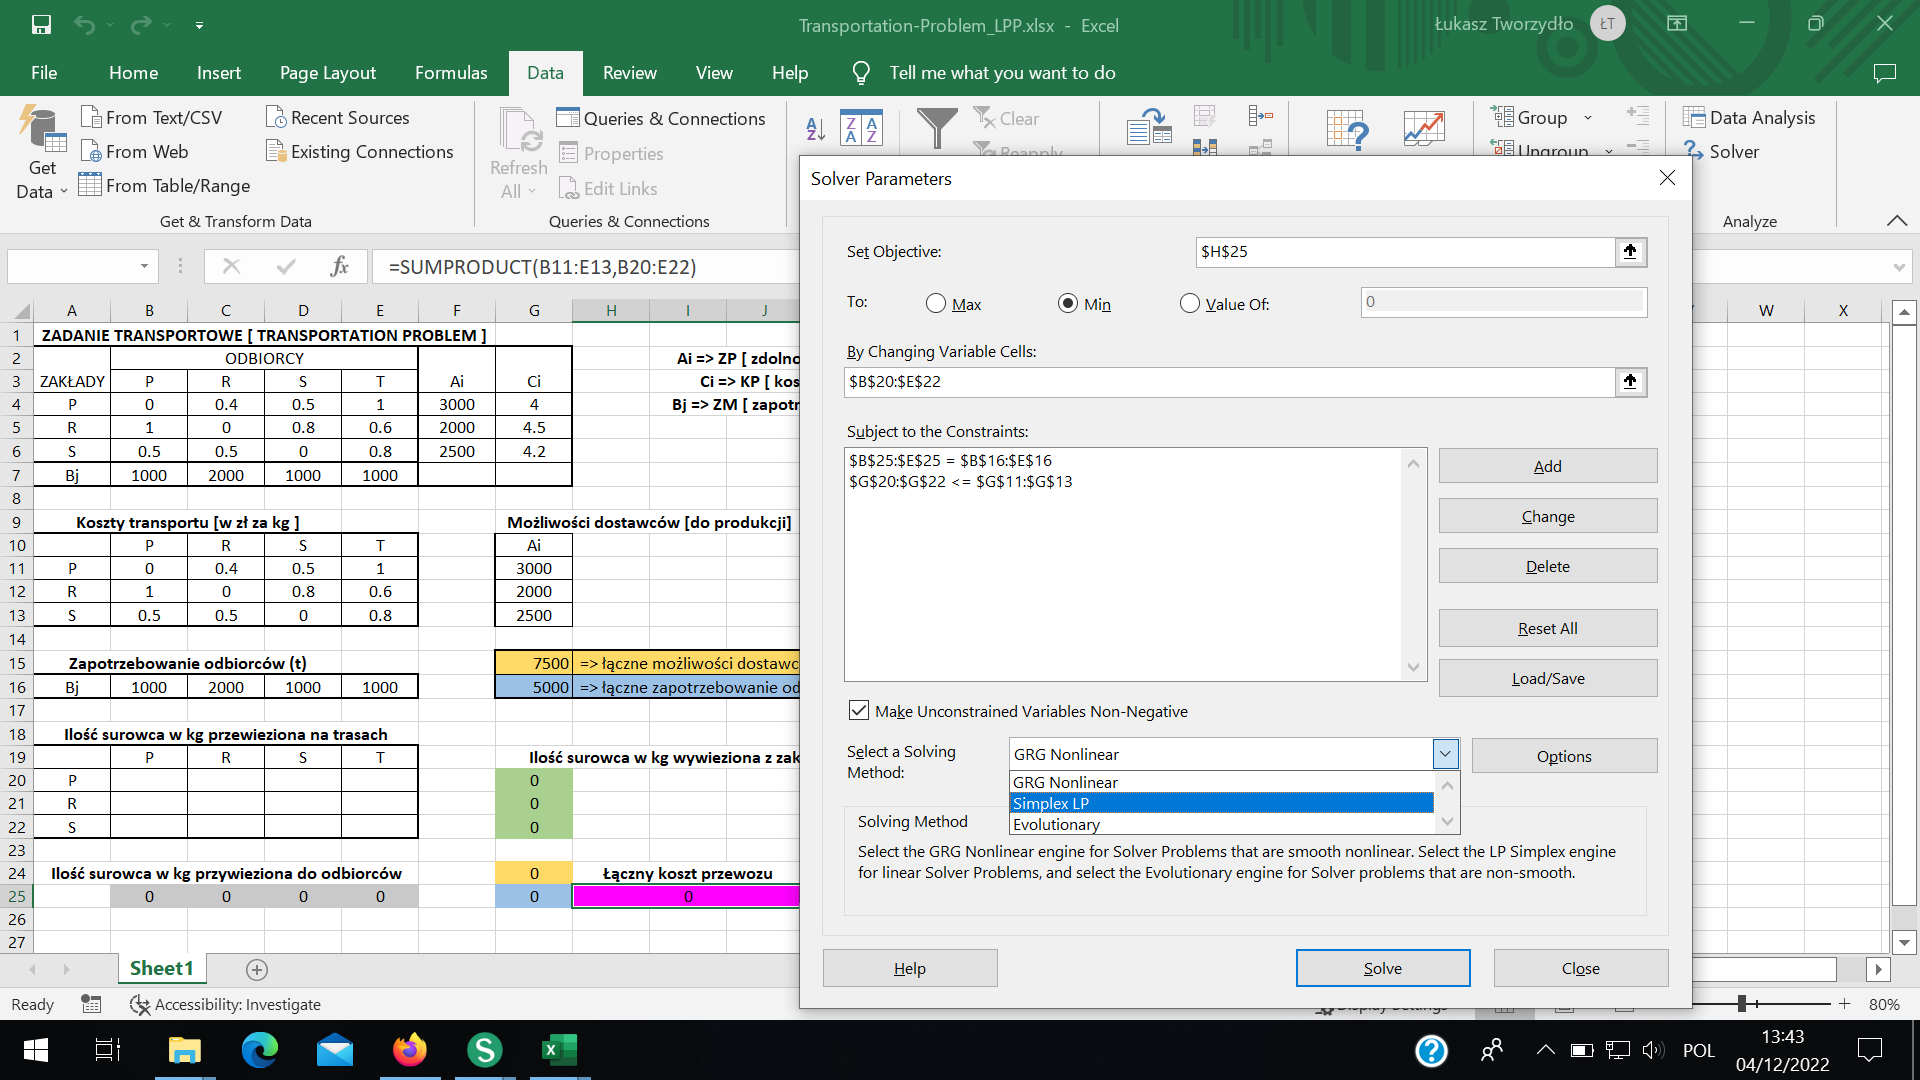 Transportation-Problem_LPP.xlsx - Excel
Łukasz Tworzydło ŁT
File Home Insert Page Layout Formulas Data Review View Help Tell me what you want to do
From Text/CSV Recent Sources Queries & Connections Clear Group Data Analysis
From Web Existing Connections Properties Reapply Ungroup Solver
Get Data From Table/Range Refresh All Edit Links
Get & Transform Data Queries & Connections Analyze
fx =SUMPRODUCT(B11:E13,B20:E22)
A B C D E F G H I J W X
1 ZADANIE TRANSPORTOWE [ TRANSPORTATION PROBLEM ]
2 ODBIORCY Ai => ZP [ zdolno
3 ZAKŁADY P R S T Ai Ci Ci => KP [ kos
4 P 0 0.4 0.5 1 3000 4 Bj => ZM [ zapotr
5 R 1 0 0.8 0.6 2000 4.5
6 S 0.5 0.5 0 0.8 2500 4.2
7 Bj 1000 2000 1000 1000
8
9 Koszty transportu [w zł za kg ] Możliwości dostawców [do produkcji]
10 P R S T Ai
11 P 0 0.4 0.5 1 3000
12 R 1 0 0.8 0.6 2000
13 S 0.5 0.5 0 0.8 2500
14
15 Zapotrzebowanie odbiorców (t) 7500 => łączne możliwości dostawc
16 Bj 1000 2000 1000 1000 5000 => łączne zapotrzebowanie od
17
18 Ilość surowca w kg przewieziona na trasach
19 P R S T Ilość surowca w kg wywieziona z zak
20 P 0
21 R 0
22 S 0
23
24 Ilość surowca w kg przywieziona do odbiorców 0 Łączny koszt przewozu
25 0 0 0 0 0 0
26
27
Sheet1
Ready Accessibility: Investigate Display Settings 80%
Solver Parameters
Set Objective: $H$25
To: Max Min Value Of: 0
By Changing Variable Cells:
$B$20:$E$22
Subject to the Constraints:
$B$25:$E$25 = $B$16:$E$16
$G$20:$G$22 <= $G$11:$G$13
Add
Change
Delete
Reset All
Load/Save
Make Unconstrained Variables Non-Negative
Select a Solving Method: GRG Nonlinear Options
GRG Nonlinear
Simplex LP
Evolutionary
Solving Method
Select the GRG Nonlinear engine for Solver Problems that are smooth nonlinear. Select the LP Simplex engine
for linear Solver Problems, and select the Evolutionary engine for Solver problems that are non-smooth.
Help Solve Close
POL 13:43
04/12/2022